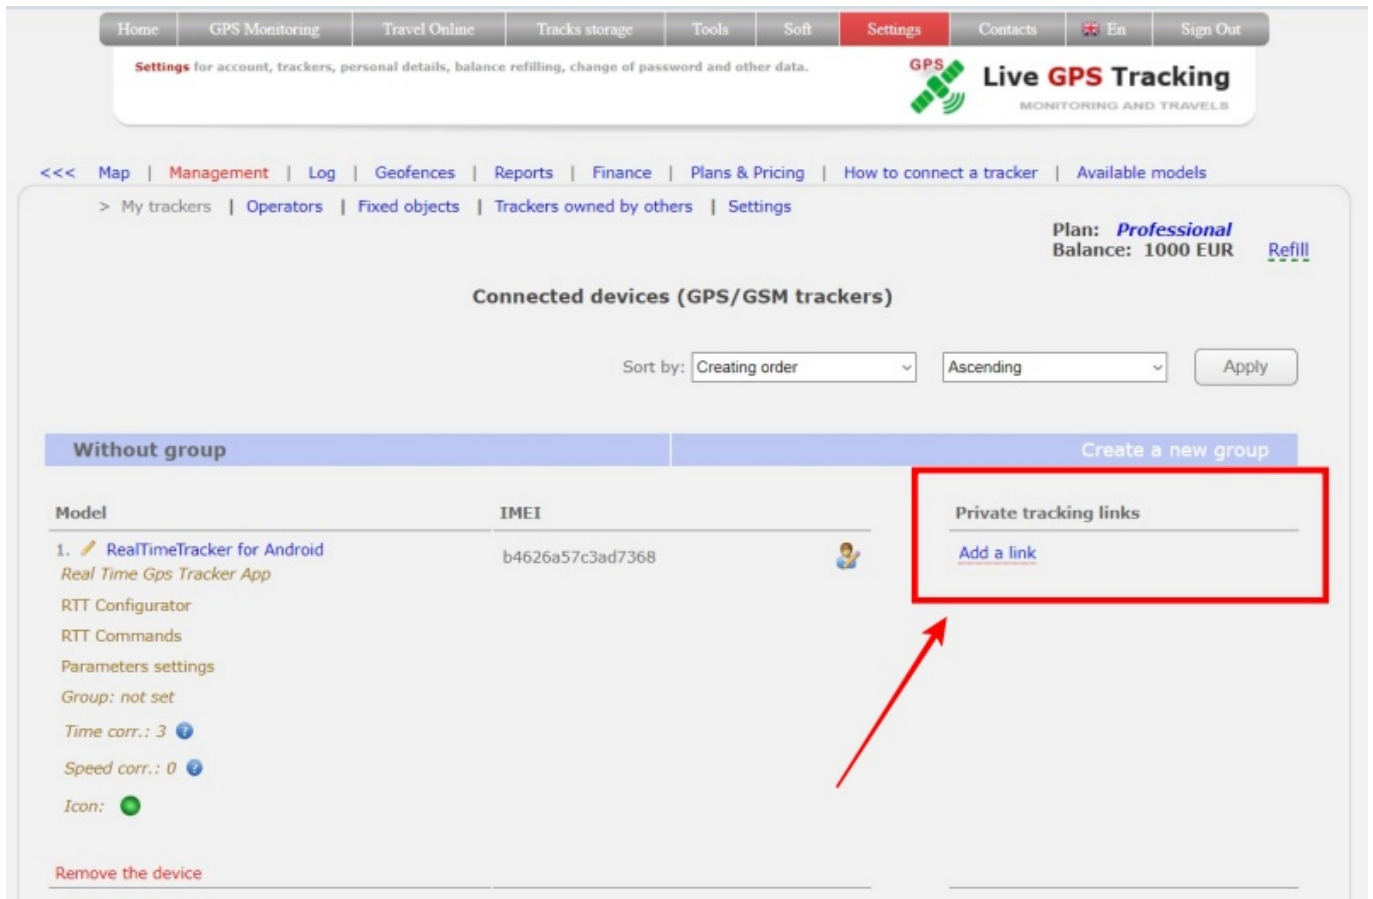 Home GPS Monitoring Travel Online Tracks storage Tools Soft Settings Contacts En Sign Out
Settings for account, trackers, personal details, balance refilling, change of password and other data.
GPS
Live GPS Tracking
MONITORING AND TRAVELS
<<< Map | Management | Log | Geofences | Reports | Finance | Plans & Pricing | How to connect a tracker | Available models
> My trackers | Operators | Fixed objects | Trackers owned by others | Settings
Plan: Professional
Balance: 1000 EUR Refill
Connected devices (GPS/GSM trackers)
Sort by: Creating order Ascending Apply
Without group Create a new group
Model IMEI Private tracking links
1. RealTimeTracker for Android b4626a57c3ad7368 Add a link
Real Time Gps Tracker App
RTT Configurator
RTT Commands
Parameters settings
Group: not set
Time corr.: 3 ?
Speed corr.: 0 ?
Icon:
Remove the device